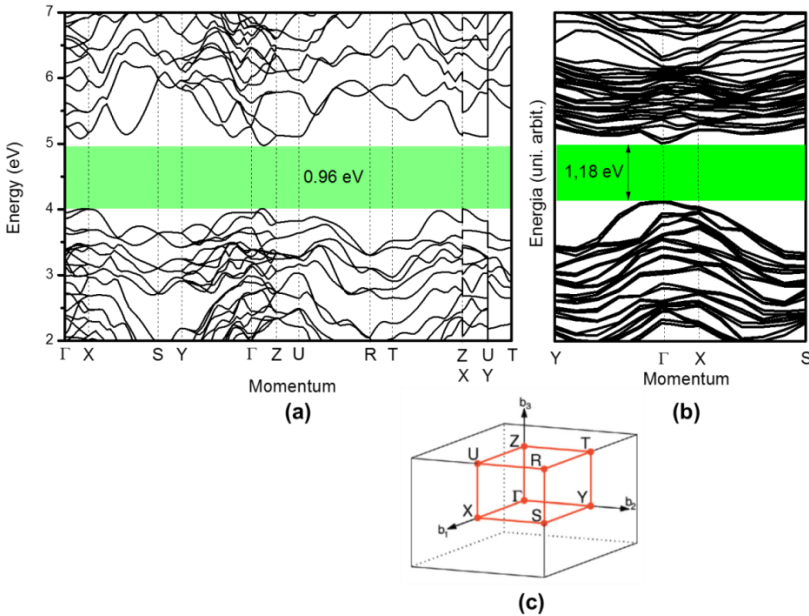 7
6
5
4
3
2
Energy (eV)
0.96 eV
Γ X S Y Γ Z U R T Z U T
X Y
Momentum
(a)
Energia (uni. arbit.)
1,18 eV
Y Γ X S
Momentum
(b)
b₃
Z T
U R
Γ Y b₂
X S
b₁
(c)